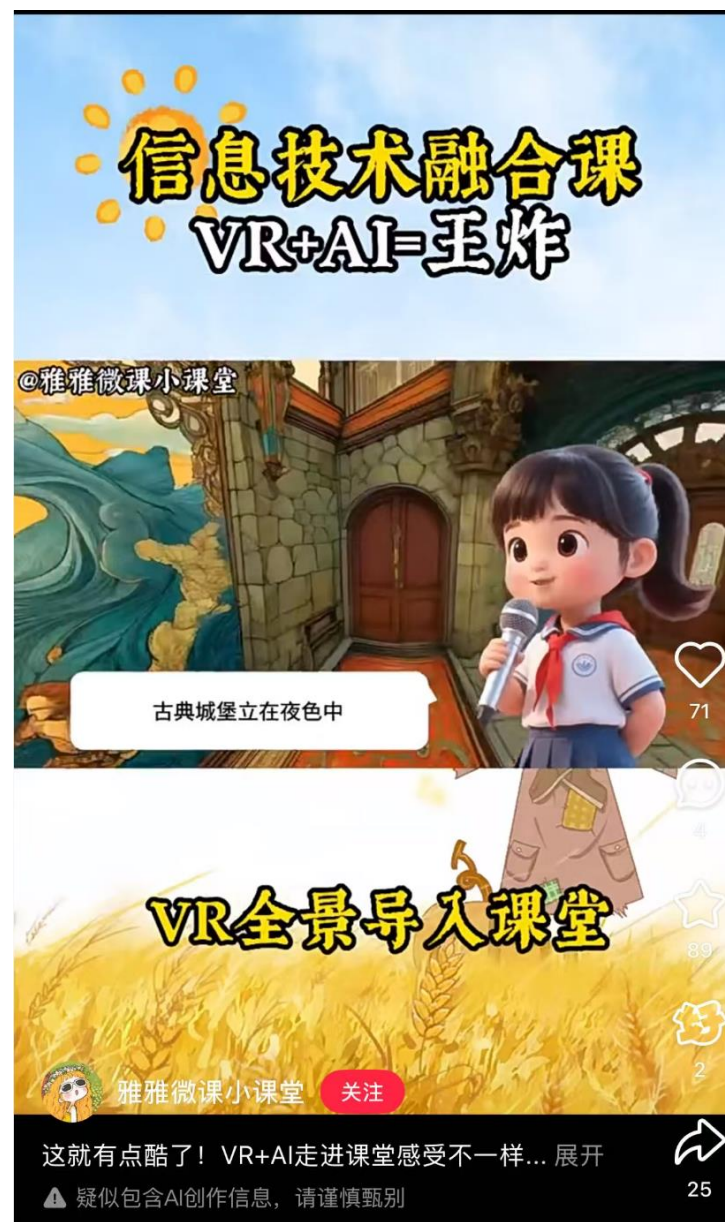 信息技术融合课
VR+AI=王炸
@雅雅微课小课堂
古典城堡立在夜色中
71
4
VR全景导入课堂
89
2
雅雅微课小课堂
关注
这就有点酷了！VR+AI走进课堂感受不一样... 展开
疑似包含AI创作信息，请谨慎甄别
25